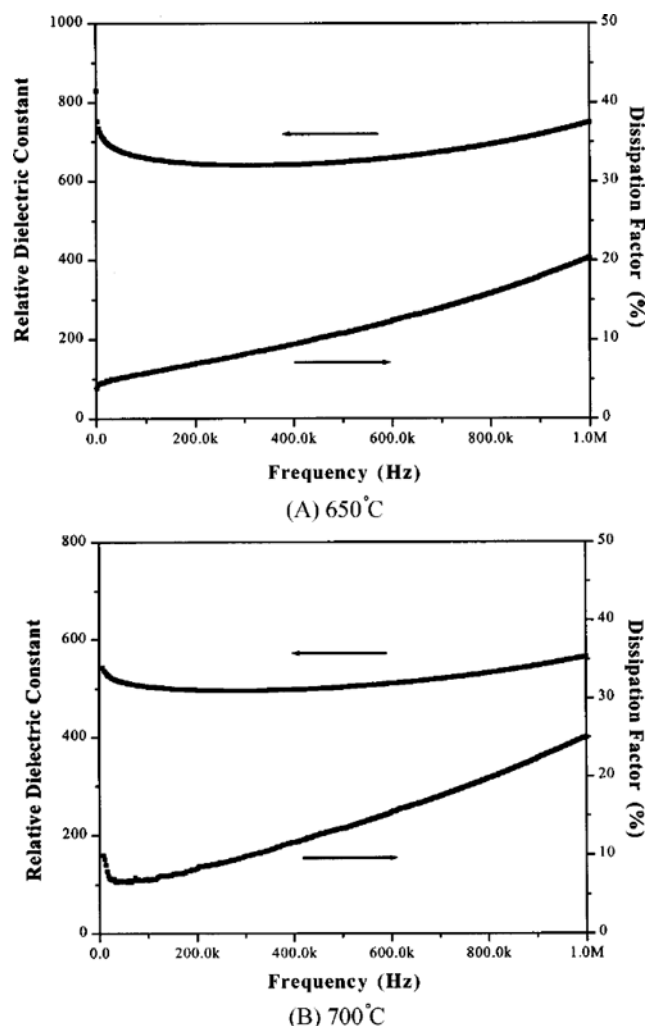 1000
800
600
400
200
0
Relative Dielectric Constant
50
40
30
20
10
0
Dissipation Factor (%)
0.0 200.0k 400.0k 600.0k 800.0k 1.0M
Frequency (Hz)
(A) 650°C
800
600
400
200
0
Relative Dielectric Constant
50
40
30
20
10
0
Dissipation Factor (%)
0.0 200.0k 400.0k 600.0k 800.0k 1.0M
Frequency (Hz)
(B) 700°C